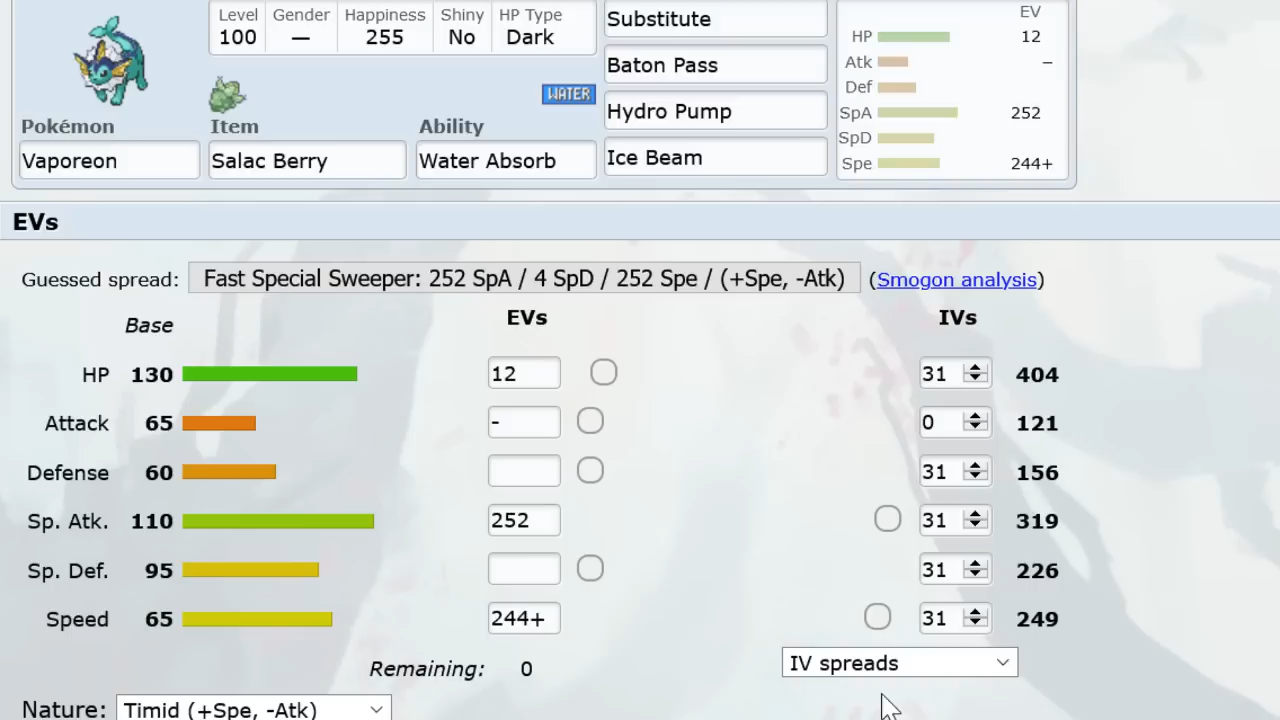 Level Gender Happiness Shiny HP Type
100 — 255 No Dark
WATER
Pokémon Item Ability
Vaporeon Salac Berry Water Absorb
Substitute
Baton Pass
Hydro Pump
Ice Beam
EV
HP 12
Atk –
Def
SpA 252
SpD
Spe 244+
EVs
Guessed spread: Fast Special Sweeper: 252 SpA / 4 SpD / 252 Spe / (+Spe, -Atk) (Smogon analysis)
Base EVs IVs
HP 130 12 31 404
Attack 65 - 0 121
Defense 60 31 156
Sp. Atk. 110 252 31 319
Sp. Def. 95 31 226
Speed 65 244+ 31 249
Remaining: 0 IV spreads
Nature: Timid (+Spe, -Atk)